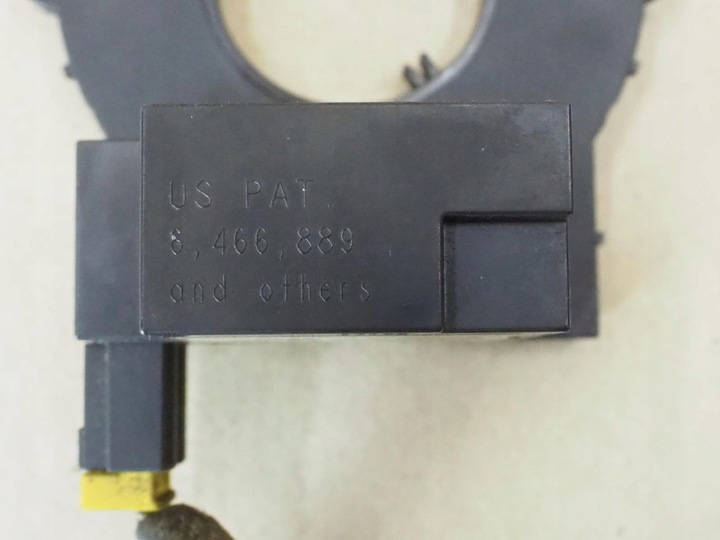 US PAT.
6,466,889
and others